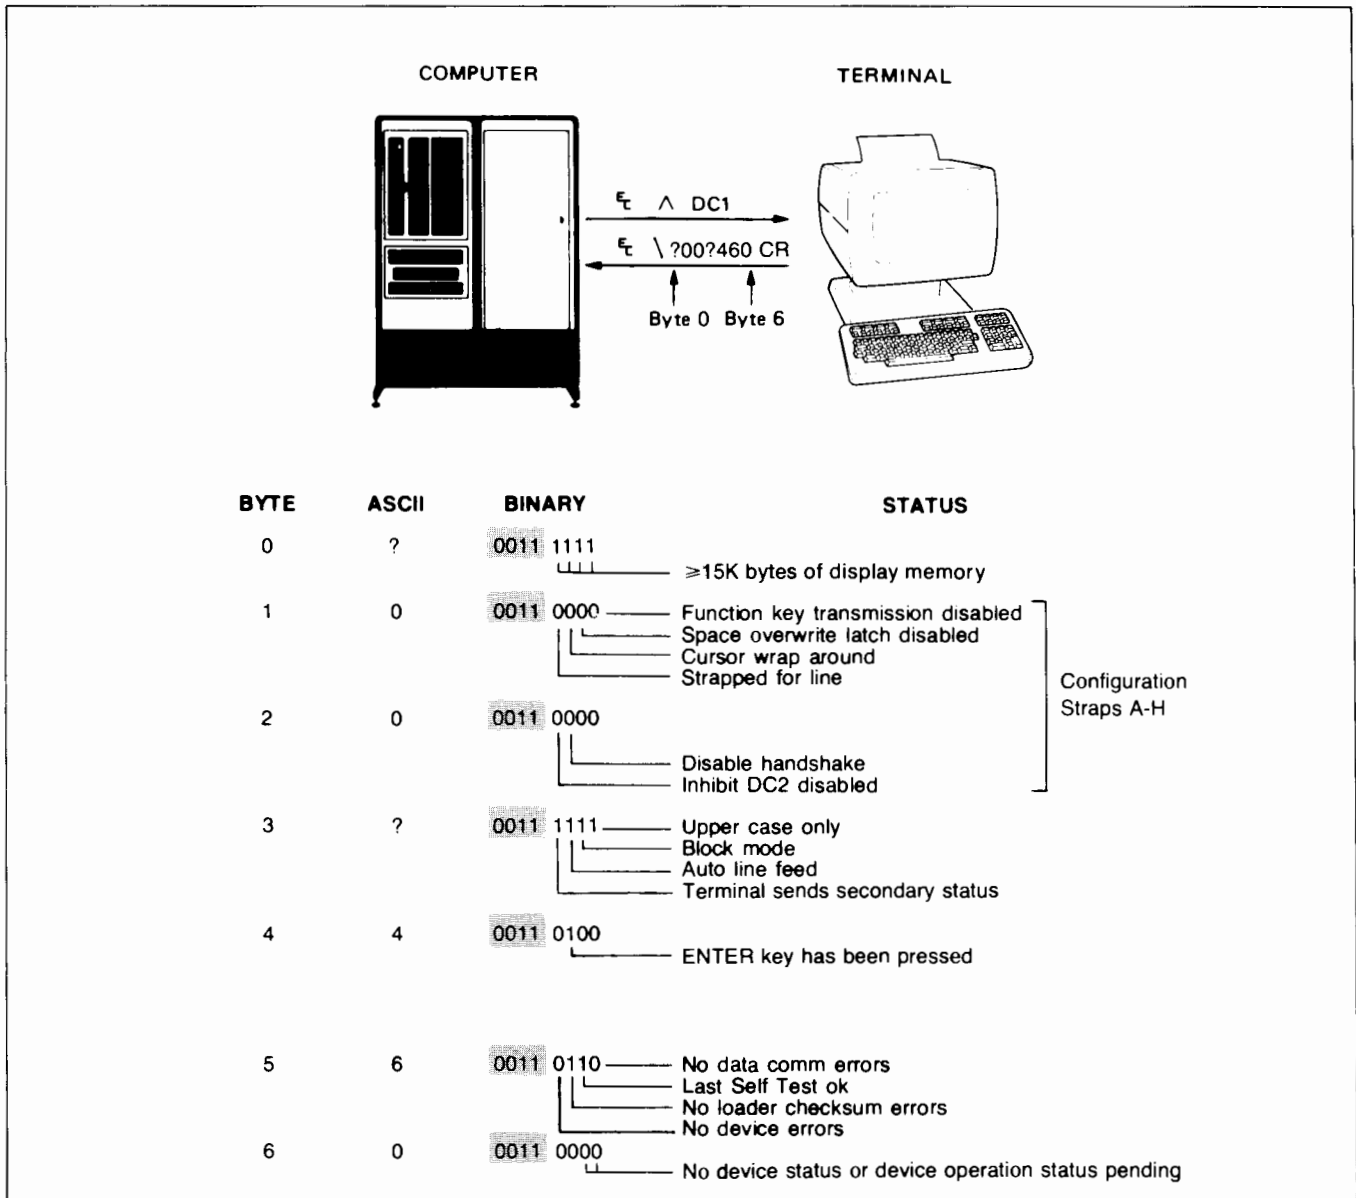 COMPUTER TERMINAL
E꜀ ∧ DC1
E꜀ \ ?00?460 CR
Byte 0 Byte 6
BYTE ASCII BINARY STATUS
0 ? 0011 1111
≥15K bytes of display memory
1 0 0011 0000 Function key transmission disabled
Space overwrite latch disabled
Cursor wrap around
Strapped for line
Configuration
Straps A-H
2 0 0011 0000
Disable handshake
Inhibit DC2 disabled
3 ? 0011 1111 Upper case only
Block mode
Auto line feed
Terminal sends secondary status
4 4 0011 0100
ENTER key has been pressed
5 6 0011 0110 No data comm errors
Last Self Test ok
No loader checksum errors
No device errors
6 0 0011 0000
No device status or device operation status pending